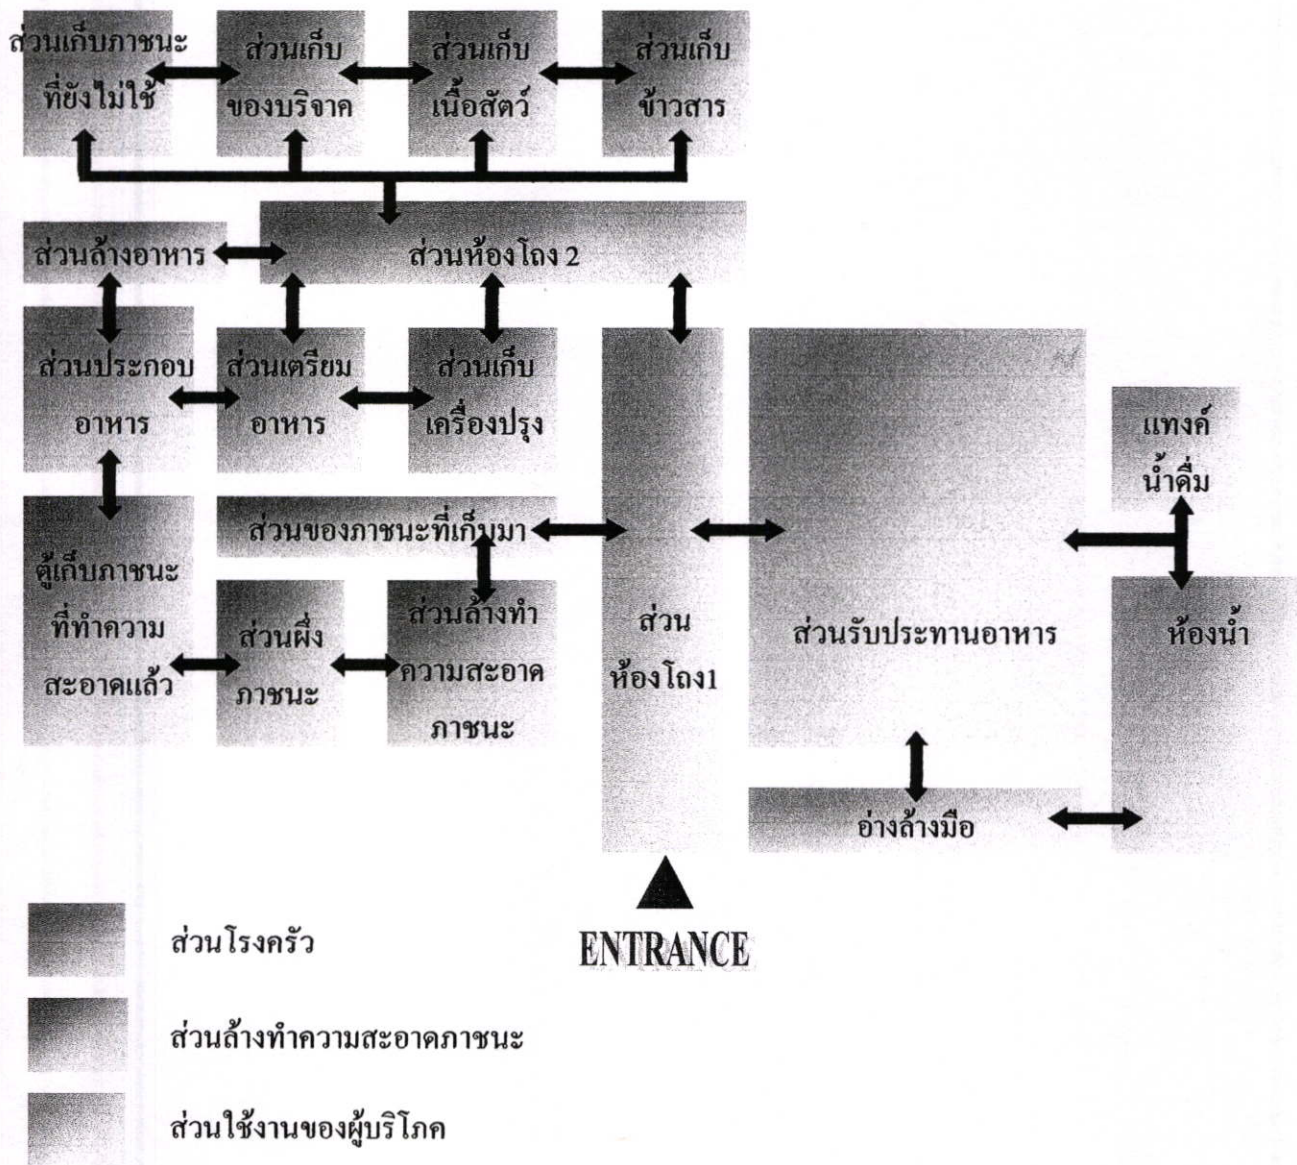 ส่วนเก็บภาชนะ
ที่ยังไม่ใช้
ส่วนเก็บ
ของบริจาค
ส่วนเก็บ
เนื้อสัตว์
ส่วนเก็บ
ข้าวสาร
ส่วนล้างอาหาร
ส่วนห้องโถง 2
ส่วนประกอบ
อาหาร
ส่วนเตรียม
อาหาร
ส่วนเก็บ
เครื่องปรุง
แทงค์
น้ำดื่ม
ส่วนของภาชนะที่เก็บมา
ตู้เก็บภาชนะ
ที่ทำความ
สะอาดแล้ว
ส่วนผึ่ง
ภาชนะ
ส่วนล้างทำ
ความสะอาด
ภาชนะ
ส่วน
ห้องโถง1
ส่วนรับประทานอาหาร
ห้องน้ำ
อ่างล้างมือ
ENTRANCE
ส่วนโรงครัว
ส่วนล้างทำความสะอาดภาชนะ
ส่วนใช้งานของผู้บริโภค